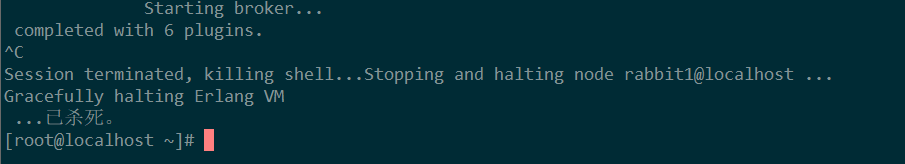 Starting broker...
completed with 6 plugins.
^C
Session terminated, killing shell...Stopping and halting node rabbit1@localhost ...
Gracefully halting Erlang VM
...已杀死。
[root@localhost ~]#